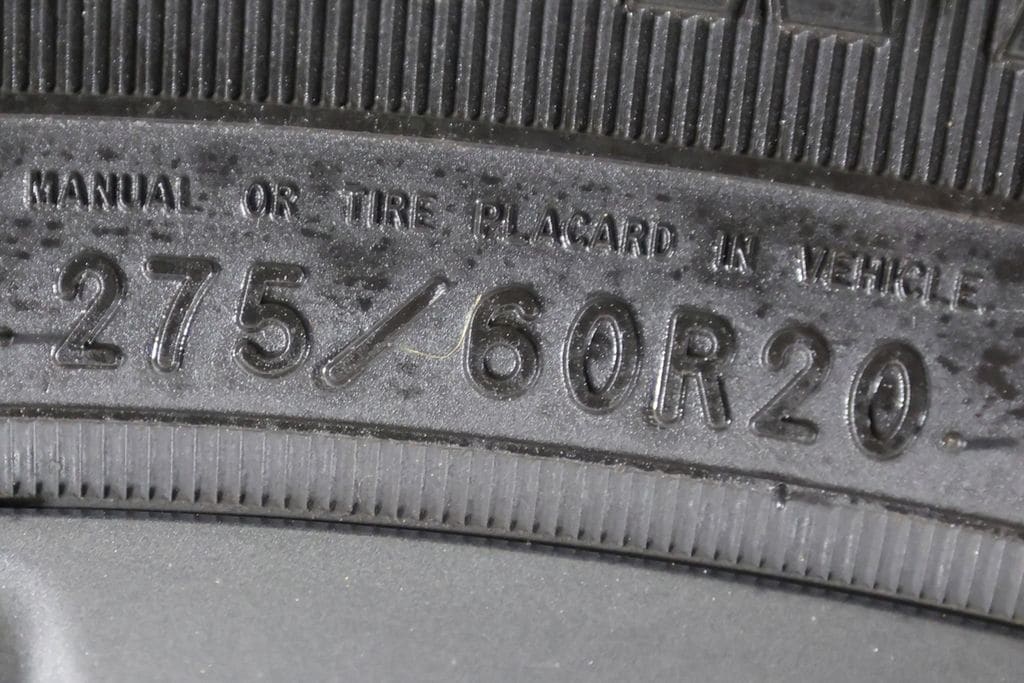 MANUAL OR TIRE PLACARD IN VEHICLE
275/60R20